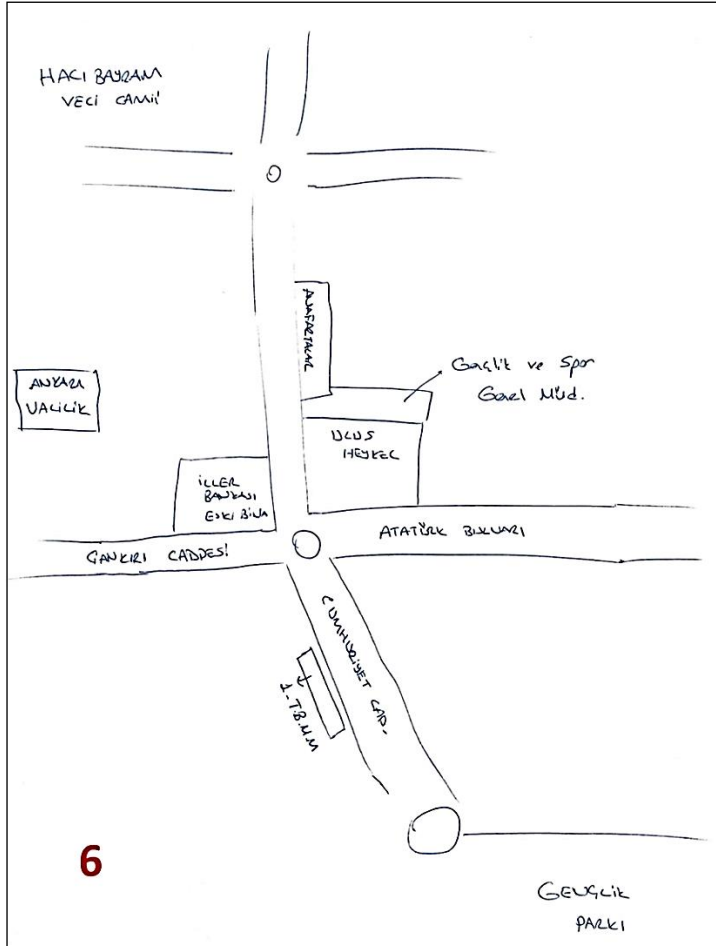 HACI BAYRAM
VECİ CAMİİ
ANAFARTALAR
Gençlik ve Spor
Genel Müd.
ANKARA
VALİLİK
ULUS
HEYKEL
İLLER
BANKASI
ESKİ BİNA
ATATÜRK BULVARI
ÇANKIRI CADDESİ
CUMHURİYET CAD.
1. T.B.M.M
6
GENÇLİK
PARKI